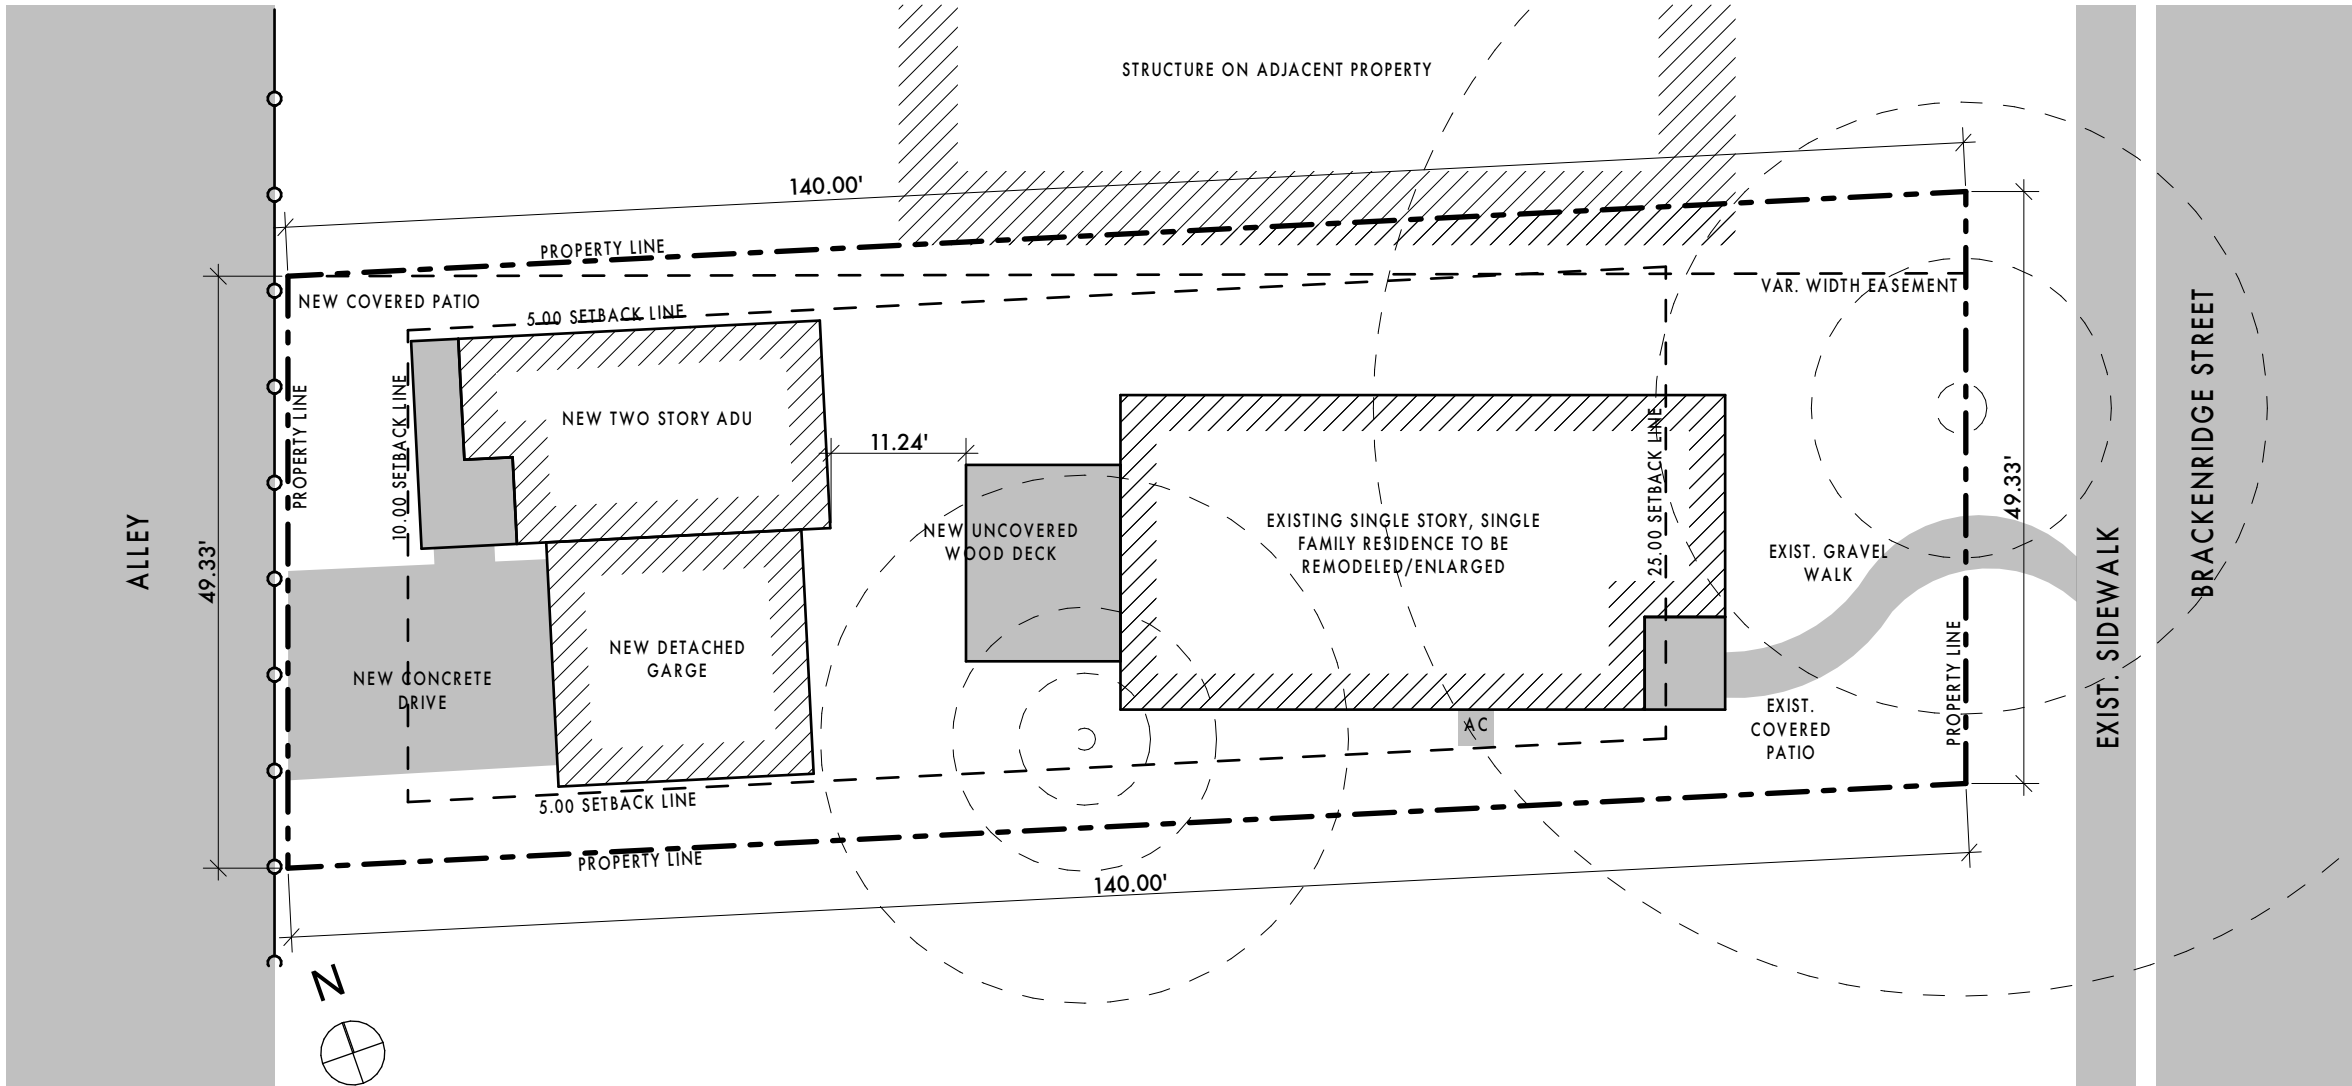 STRUCTURE ON ADJACENT PROPERTY
140.00'
PROPERTY LINE
NEW COVERED PATIO
VAR. WIDTH EASEMENT
5.00 SETBACK LINE
PROPERTY LINE
10.00 SETBACK LINE
NEW TWO STORY ADU
11.24'
25.00 SETBACK LINE
49.33'
BRACKENRIDGE STREET
ALLEY
49.33'
NEW UNCOVERED
WOOD DECK
EXISTING SINGLE STORY, SINGLE
FAMILY RESIDENCE TO BE
REMODELED/ENLARGED
EXIST. GRAVEL
WALK
EXIST. SIDEWALK
NEW DETACHED
GARGE
NEW CONCRETE
DRIVE
PROPERTY LINE
AC
EXIST.
COVERED
PATIO
5.00 SETBACK LINE
PROPERTY LINE
140.00'
N